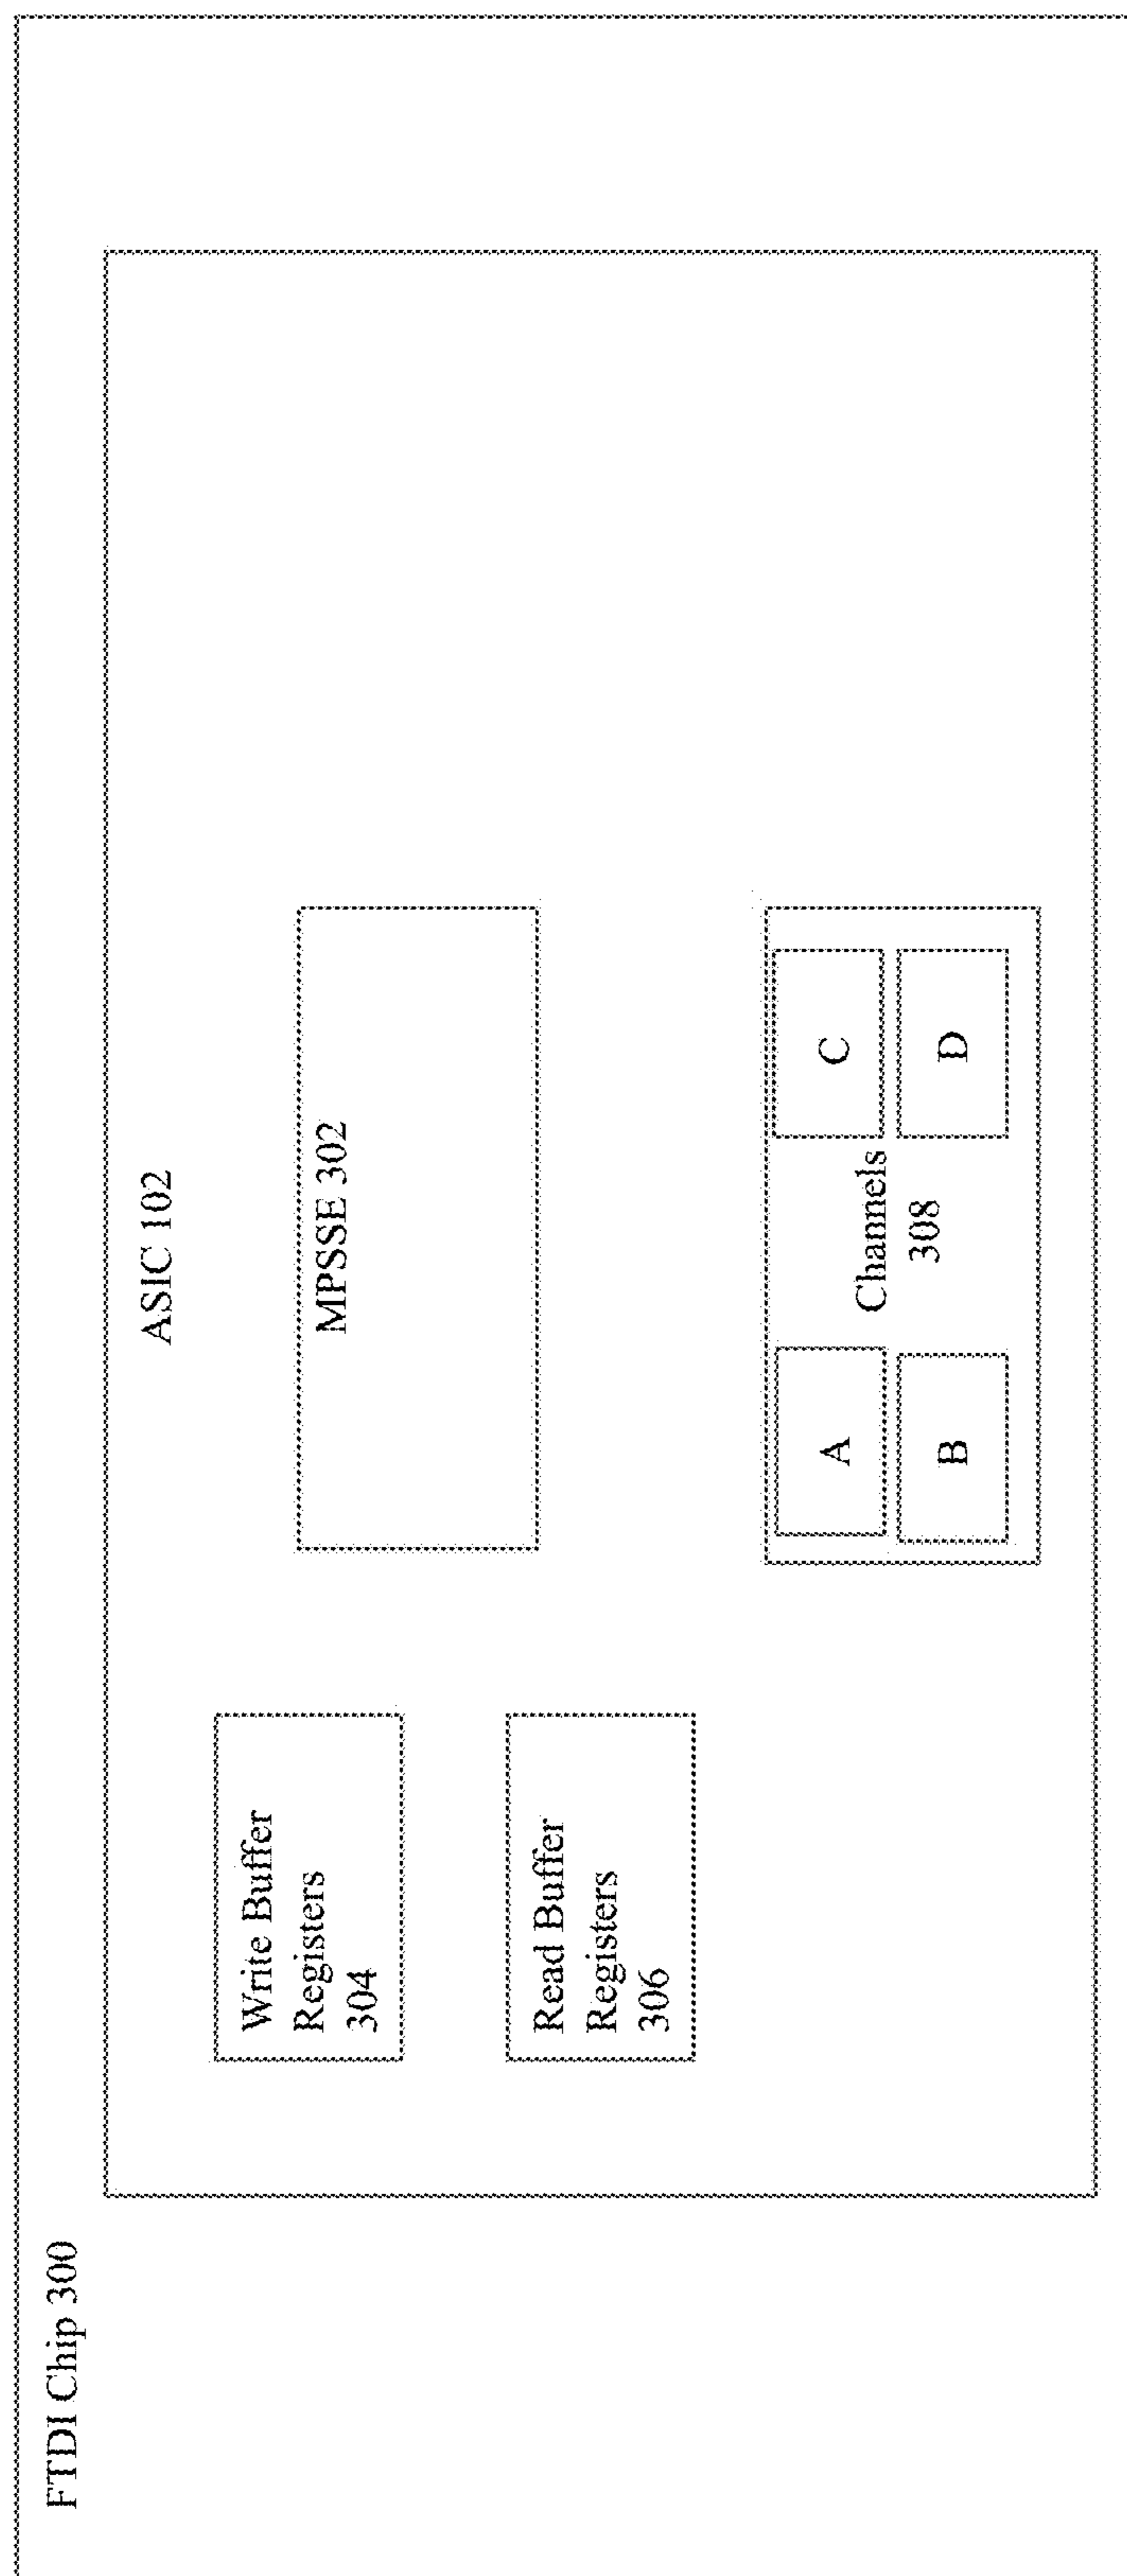 FTDI Chip 300
ASIC 102
Write Buffer
Registers
304
MPSSE 302
Read Buffer
Registers
306
A
C
Channels
308
B
D